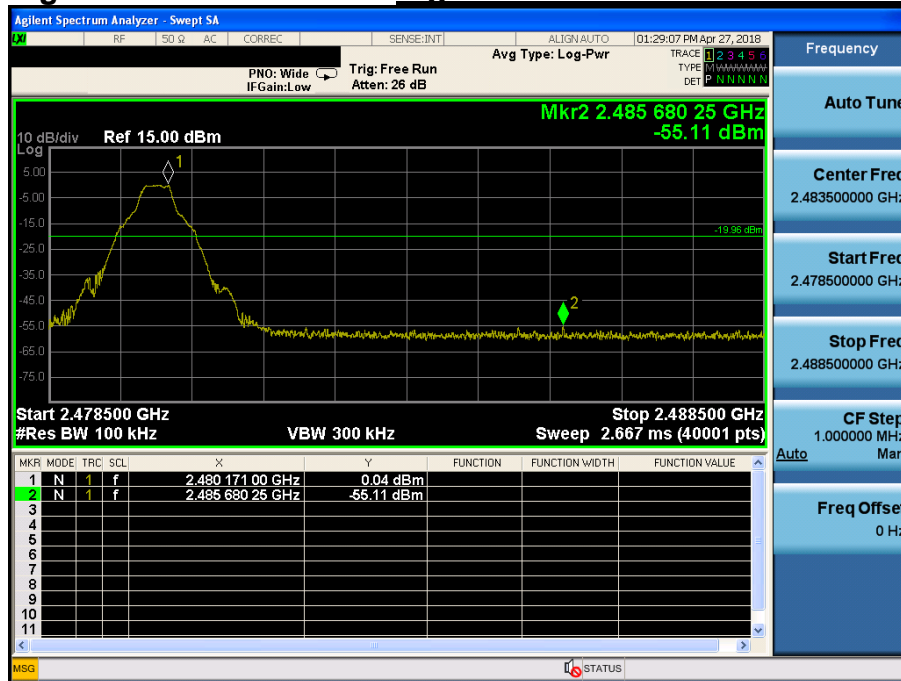 Agilent Spectrum Analyzer - Swept SA
LXI RF 50 Ω AC CORREC SENSE:INT ALIGN AUTO 01:29:07 PM Apr 27, 2018
Avg Type: Log-Pwr
TRACE 1 2 3 4 5 6
PNO: Wide Trig: Free Run
TYPE M WWWWW
IFGain:Low Atten: 26 dB
DET P N N N N N
Mkr2 2.485 680 25 GHz
-55.11 dBm
10 dB/div Ref 15.00 dBm
Log
1
5.00
-5.00
-15.0
-19.96 dBm
-25.0
-35.0
-45.0
2
-55.0
-65.0
-75.0
Start 2.478500 GHz Stop 2.488500 GHz
#Res BW 100 kHz VBW 300 kHz Sweep 2.667 ms (40001 pts)
MKR MODE TRC SCL X Y FUNCTION FUNCTION WIDTH FUNCTION VALUE
1 N 1 f 2.480 171 00 GHz 0.04 dBm
2 N 1 f 2.485 680 25 GHz -55.11 dBm
3
4
5
6
7
8
9
10
11
MSG STATUS
Frequency
Auto Tune
Center Freq
2.483500000 GHz
Start Freq
2.478500000 GHz
Stop Freq
2.488500000 GHz
CF Step
1.000000 MHz
Auto Man
Freq Offset
0 Hz